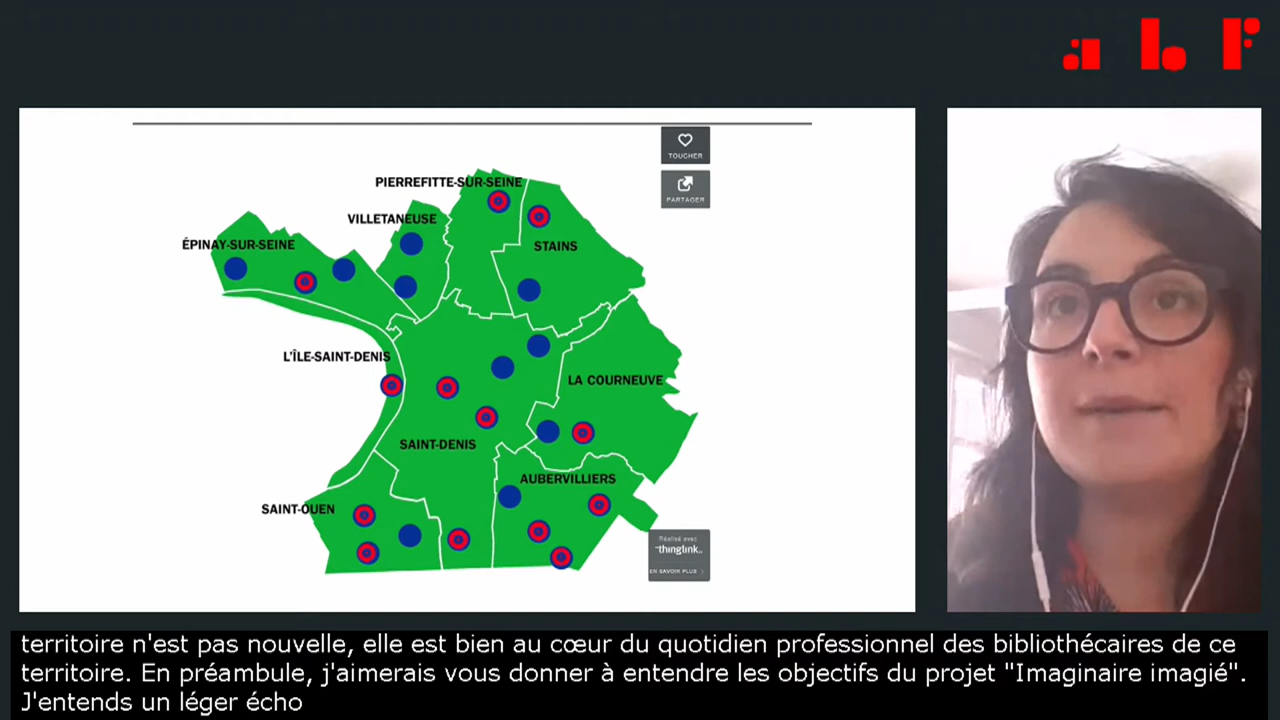 abf
TOUCHER
PARTAGER
PIERREFITTE-SUR-SEINE
VILLETANEUSE
ÉPINAY-SUR-SEINE
STAINS
L'ÎLE-SAINT-DENIS
LA COURNEUVE
SAINT-DENIS
AUBERVILLIERS
SAINT-OUEN
Réalisé avec
thinglink..
EN SAVOIR PLUS >
territoire n'est pas nouvelle, elle est bien au cœur du quotidien professionnel des bibliothécaires de ce
territoire. En préambule, j'aimerais vous donner à entendre les objectifs du projet "Imaginaire imagié".
J'entends un léger écho